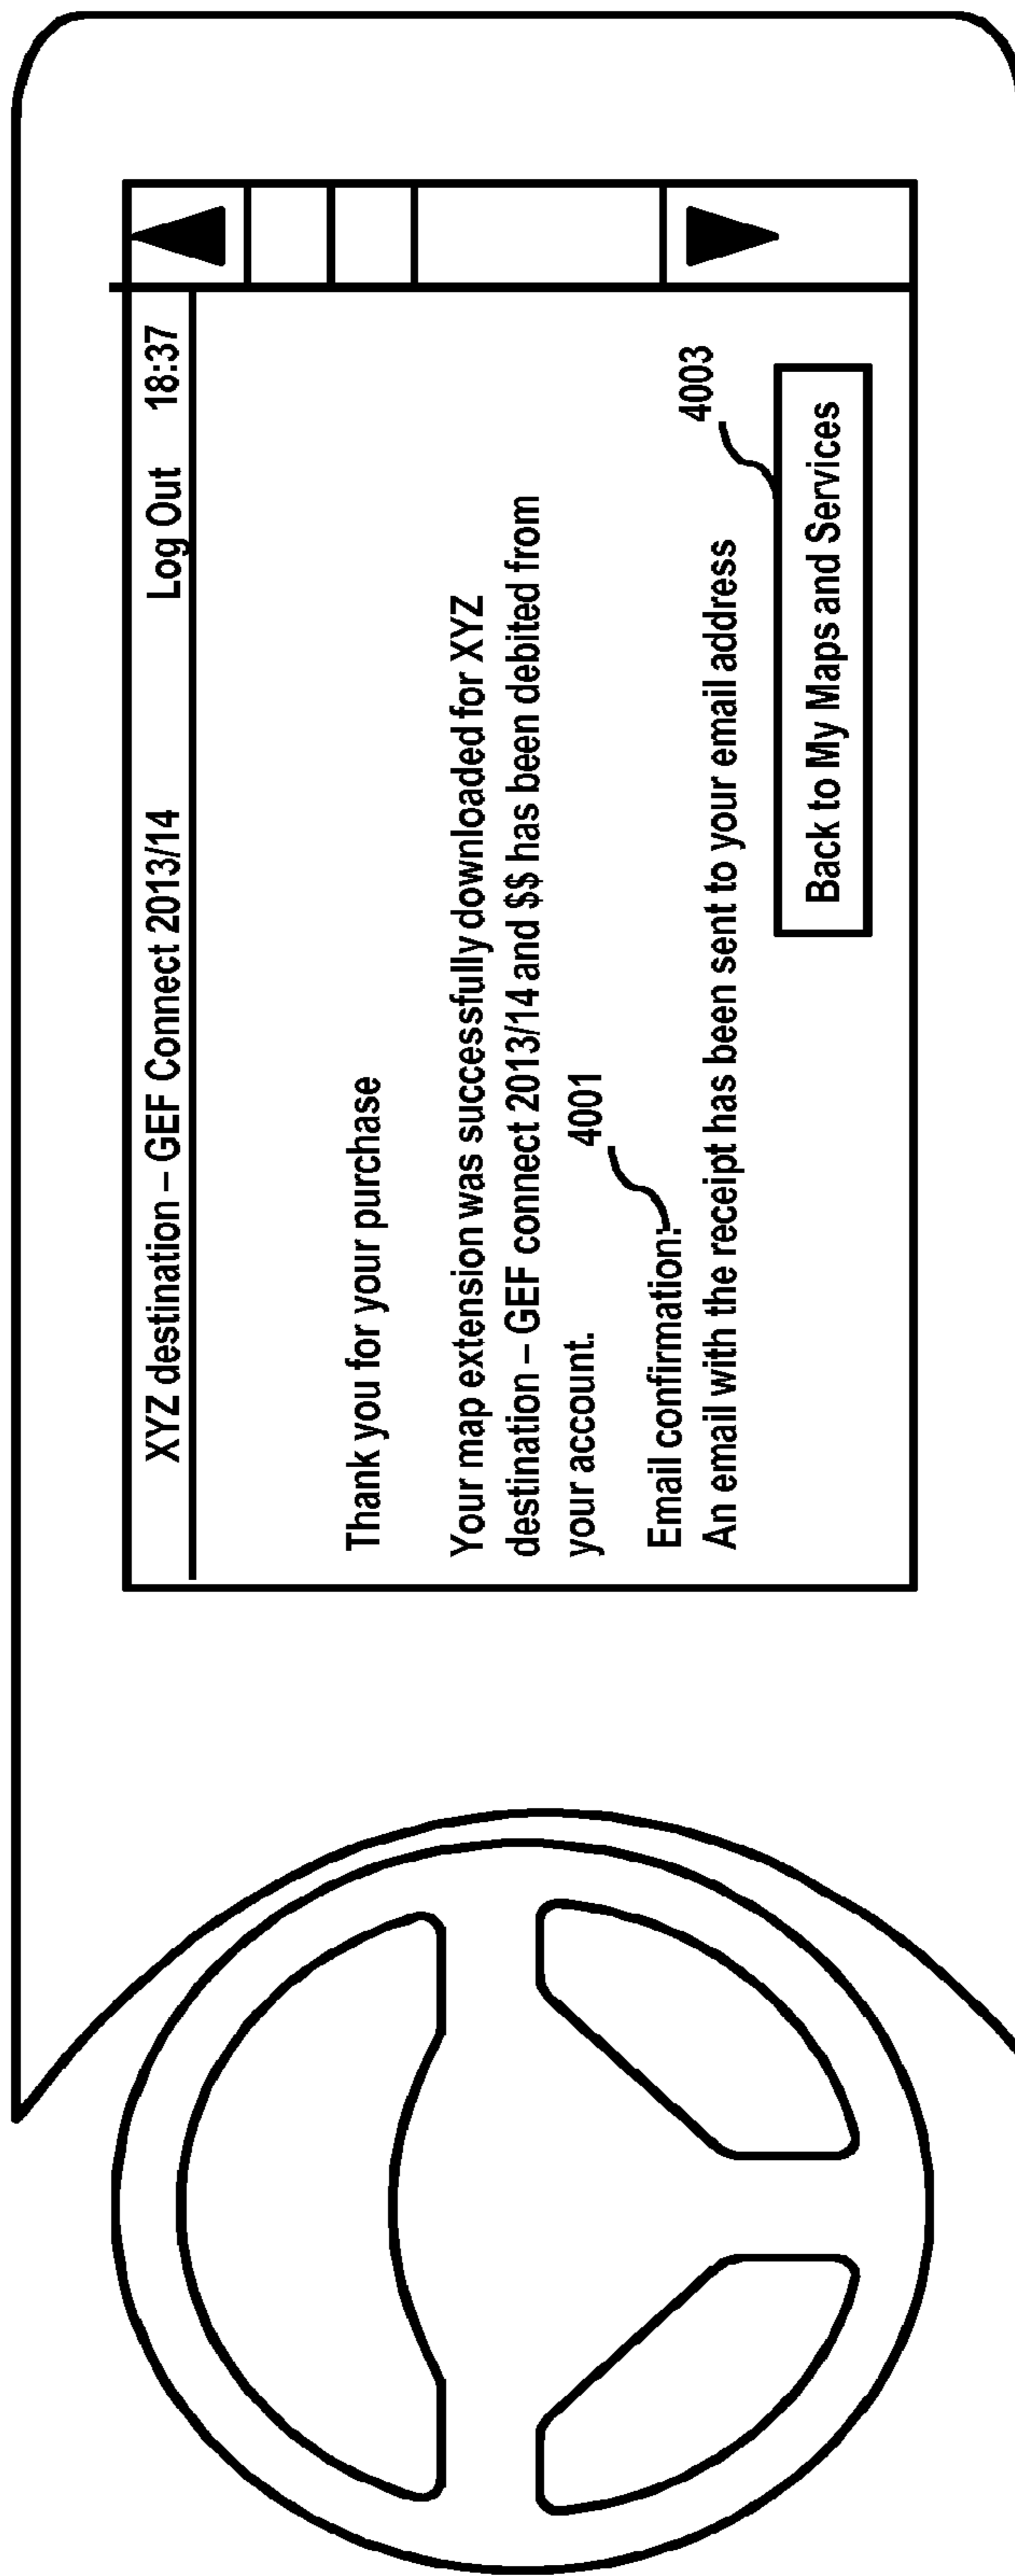 XYZ destination – GEF Connect 2013/14 Log Out 18:37
Thank you for your purchase
Your map extension was successfully downloaded for XYZ
destination – GEF connect 2013/14 and $$ has been debited from
your account.
4001
Email confirmation:
An email with the receipt has been sent to your email address
4003
Back to My Maps and Services